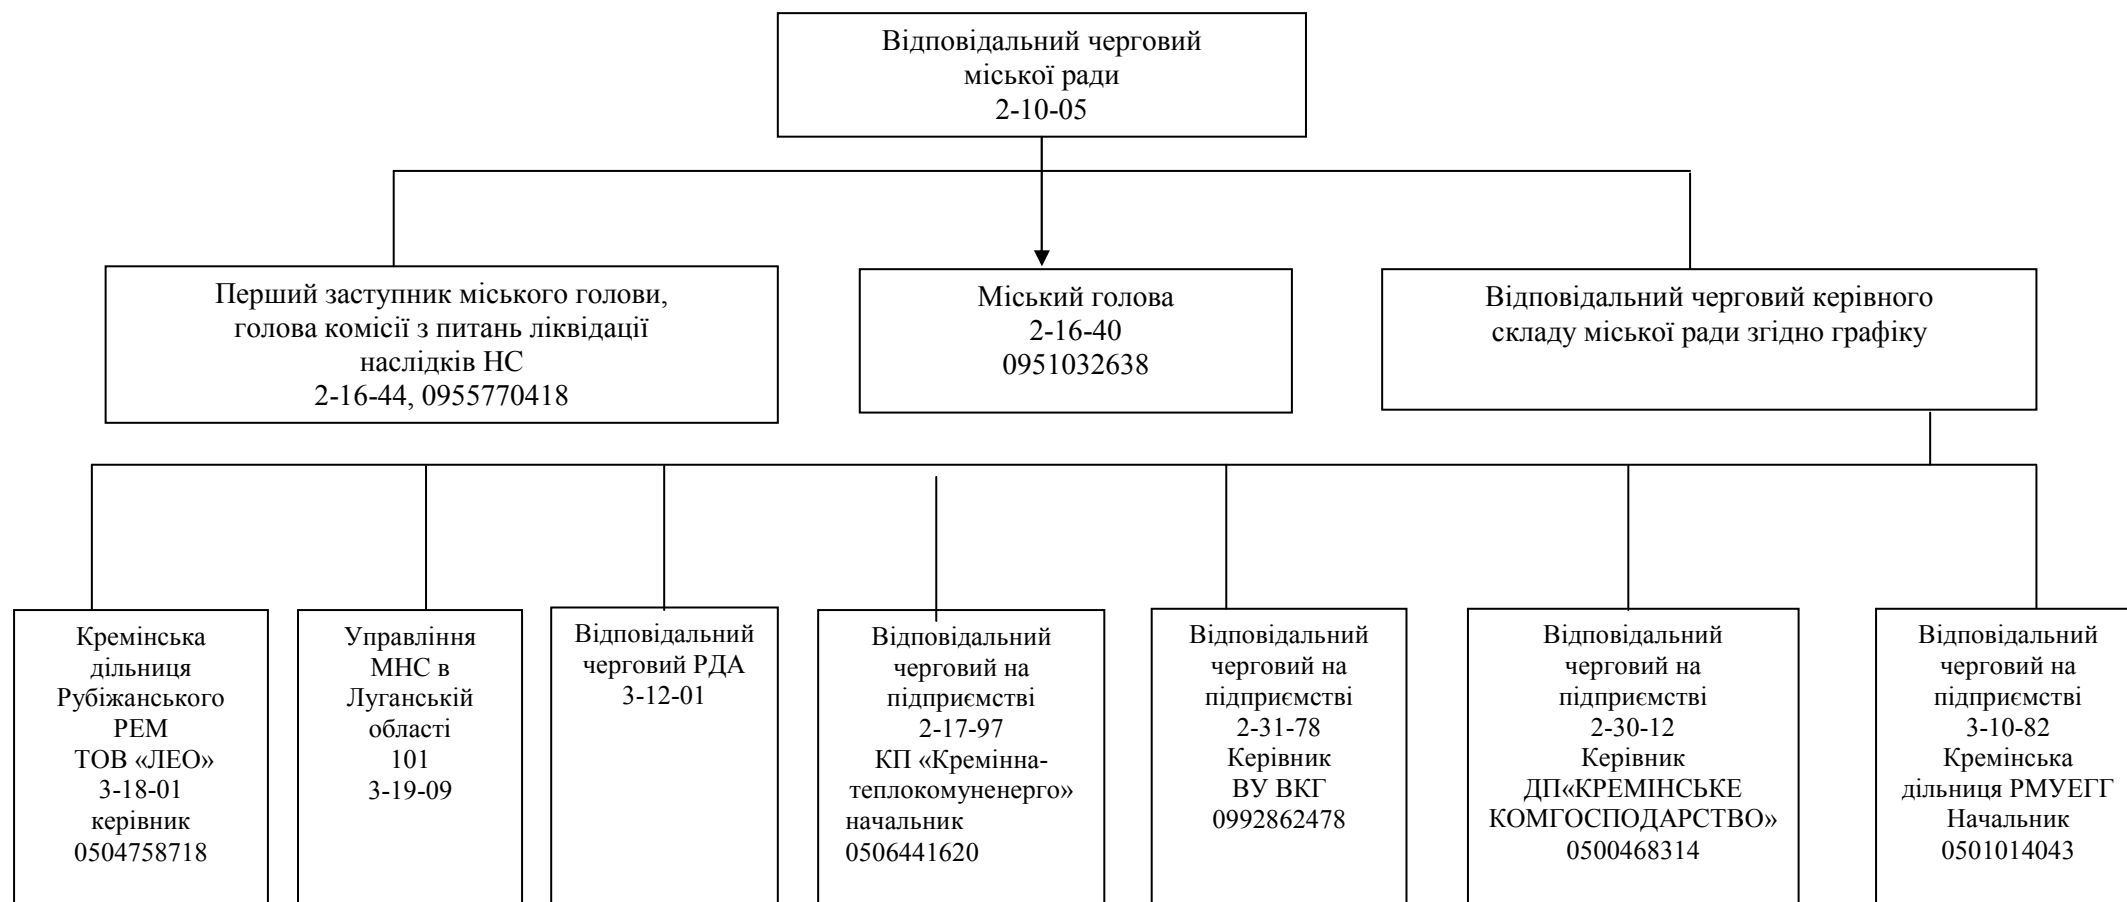 Відповідальний черговий
міської ради
2-10-05
Перший заступник міського голови,
голова комісії з питань ліквідації
наслідків НС
2-16-44, 0955770418
Міський голова
2-16-40
0951032638
Відповідальний черговий керівного
складу міської ради згідно графіку
Кремінська
дільниця
Рубіжанського
РЕМ
ТОВ «ЛЕО»
3-18-01
керівник
0504758718
Управління
МНС в
Луганській
області
101
3-19-09
Відповідальний
черговий РДА
3-12-01
Відповідальний
черговий на
підприємстві
2-17-97
КП «Кремінна-
теплокомуненерго»
начальник
0506441620
Відповідальний
черговий на
підприємстві
2-31-78
Керівник
ВУ ВКГ
0992862478
Відповідальний
черговий на
підприємстві
2-30-12
Керівник
ДП«КРЕМІНСЬКЕ
КОМГОСПОДАРСТВО»
0500468314
Відповідальний
черговий на
підприємстві
3-10-82
Кремінська
дільниця РМУЕГГ
Начальник
0501014043